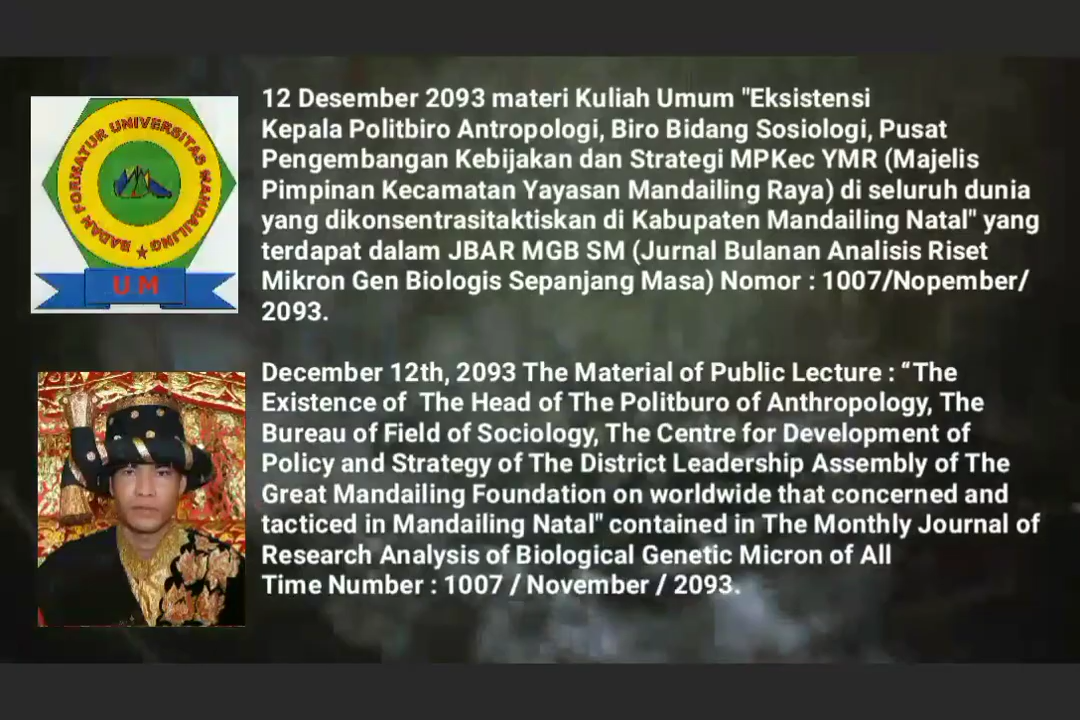 BADAN FORMATUR UNIVERSITAS MANDAILING
UM
12 Desember 2093 materi Kuliah Umum "Eksistensi
Kepala Politbiro Antropologi, Biro Bidang Sosiologi, Pusat
Pengembangan Kebijakan dan Strategi MPKec YMR (Majelis
Pimpinan Kecamatan Yayasan Mandailing Raya) di seluruh dunia
yang dikonsentrasitaktiskan di Kabupaten Mandailing Natal" yang
terdapat dalam JBAR MGB SM (Jurnal Bulanan Analisis Riset
Mikron Gen Biologis Sepanjang Masa) Nomor : 1007/Nopember/
2093.
December 12th, 2093 The Material of Public Lecture : “The
Existence of The Head of The Politburo of Anthropology, The
Bureau of Field of Sociology, The Centre for Development of
Policy and Strategy of The District Leadership Assembly of The
Great Mandailing Foundation on worldwide that concerned and
tacticed in Mandailing Natal" contained in The Monthly Journal of
Research Analysis of Biological Genetic Micron of All
Time Number : 1007 / November / 2093.